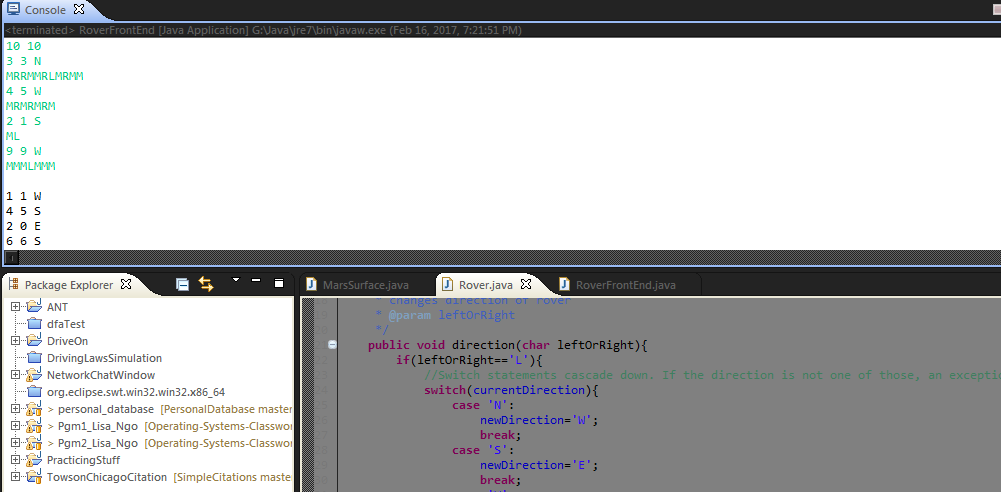 Console
<terminated> RoverFrontEnd [Java Application] G:\Java\jre7\bin\javaw.exe (Feb 16, 2017, 7:21:51 PM)
10 10
3 3 N
MRRMMRLMRMM
4 5 W
MRMRMRM
2 1 S
ML
9 9 W
MMMLMMM
1 1 W
4 5 S
2 0 E
6 6 S
Package Explorer
ANT
dfaTest
DriveOn
DrivingLawsSimulation
NetworkChatWindow
org.eclipse.swt.win32.win32.x86_64
> personal_database [PersonalDatabase master
> Pgm1_Lisa_Ngo [Operating-Systems-Classwo
> Pgm2_Lisa_Ngo [Operating-Systems-Classwo
PracticingStuff
TowsonChicagoCitation [SimpleCitations maste
MarsSurface.java
Rover.java
RoverFrontEnd.java
* changes direction of rover
* @param leftOrRight
*/
public void direction(char leftOrRight){
if(leftOrRight=='L'){
//Switch statements cascade down. If the direction is not one of those, an exceptio
switch(currentDirection){
case 'N':
newDirection='W';
break;
case 'S':
newDirection='E';
break;